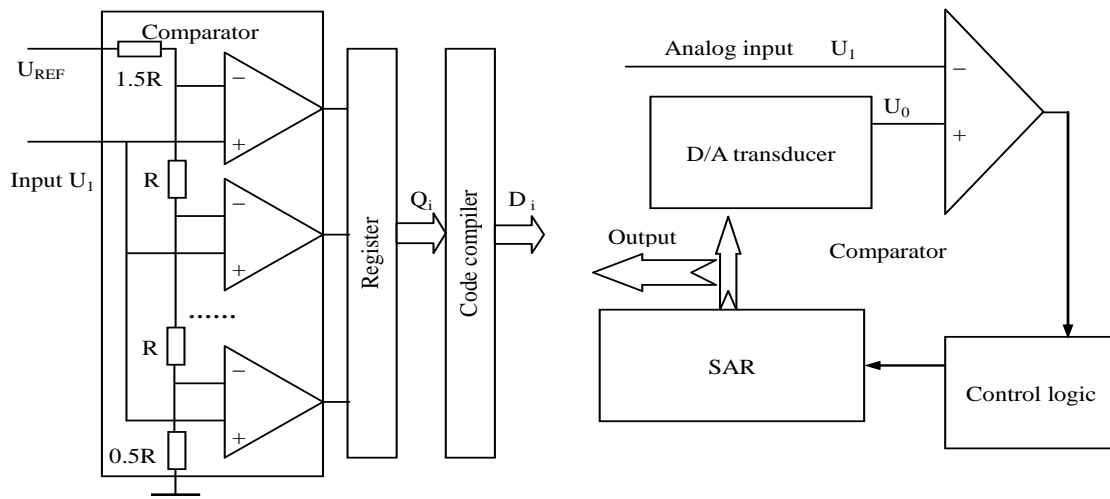 Comparator
U_REF
1.5R
−
+
Input U_1
R
−
+
......
R
−
+
0.5R
Register
Q_i
Code compiler
D_i
Analog input U_1
−
U_0
+
D/A transducer
Comparator
Output
SAR
Control logic